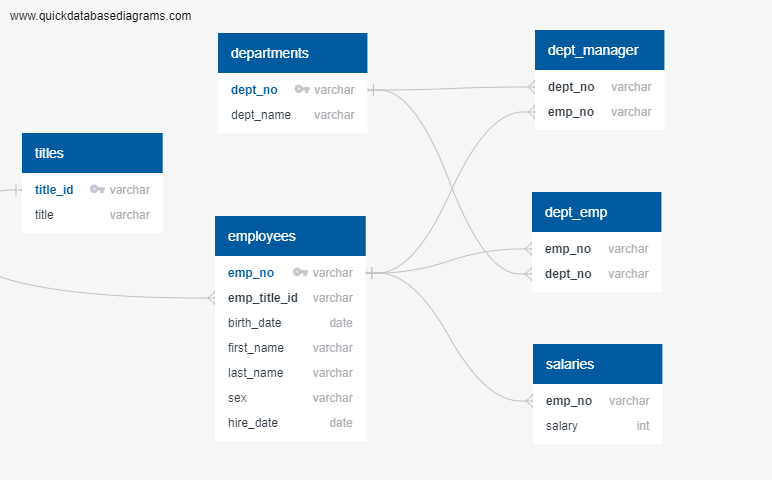 www.quickdatabasediagrams.com
departments
dept_no varchar
dept_name varchar
dept_manager
dept_no varchar
emp_no varchar
titles
title_id varchar
title varchar
employees
emp_no varchar
emp_title_id varchar
birth_date date
first_name varchar
last_name varchar
sex varchar
hire_date date
dept_emp
emp_no varchar
dept_no varchar
salaries
emp_no varchar
salary int